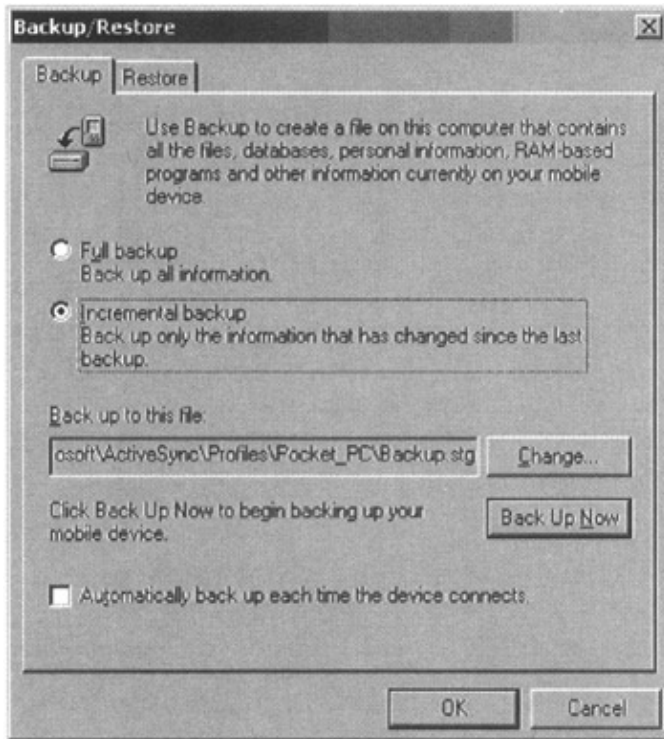 Backup/Restore
Backup
Restore
Use Backup to create a file on this computer that contains
all the files, databases, personal information, RAM-based
programs and other information currently on your mobile
device.
Full backup
Back up all information.
Incremental backup
Back up only the information that has changed since the last
backup.
Back up to this file:
osoft\ActiveSync\Profiles\Pocket_PC\Backup.stg
Change...
Click Back Up Now to begin backing up your
mobile device.
Back Up Now
Automatically back up each time the device connects.
OK
Cancel